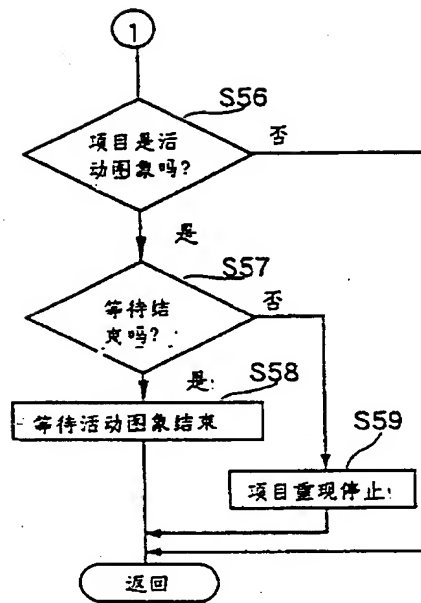 1
S56
项目是活
动图象吗?
否
是
S57
等待结
束吗?
否
是:
S58
等待活动图象结束
S59
项目重现停止:
返回